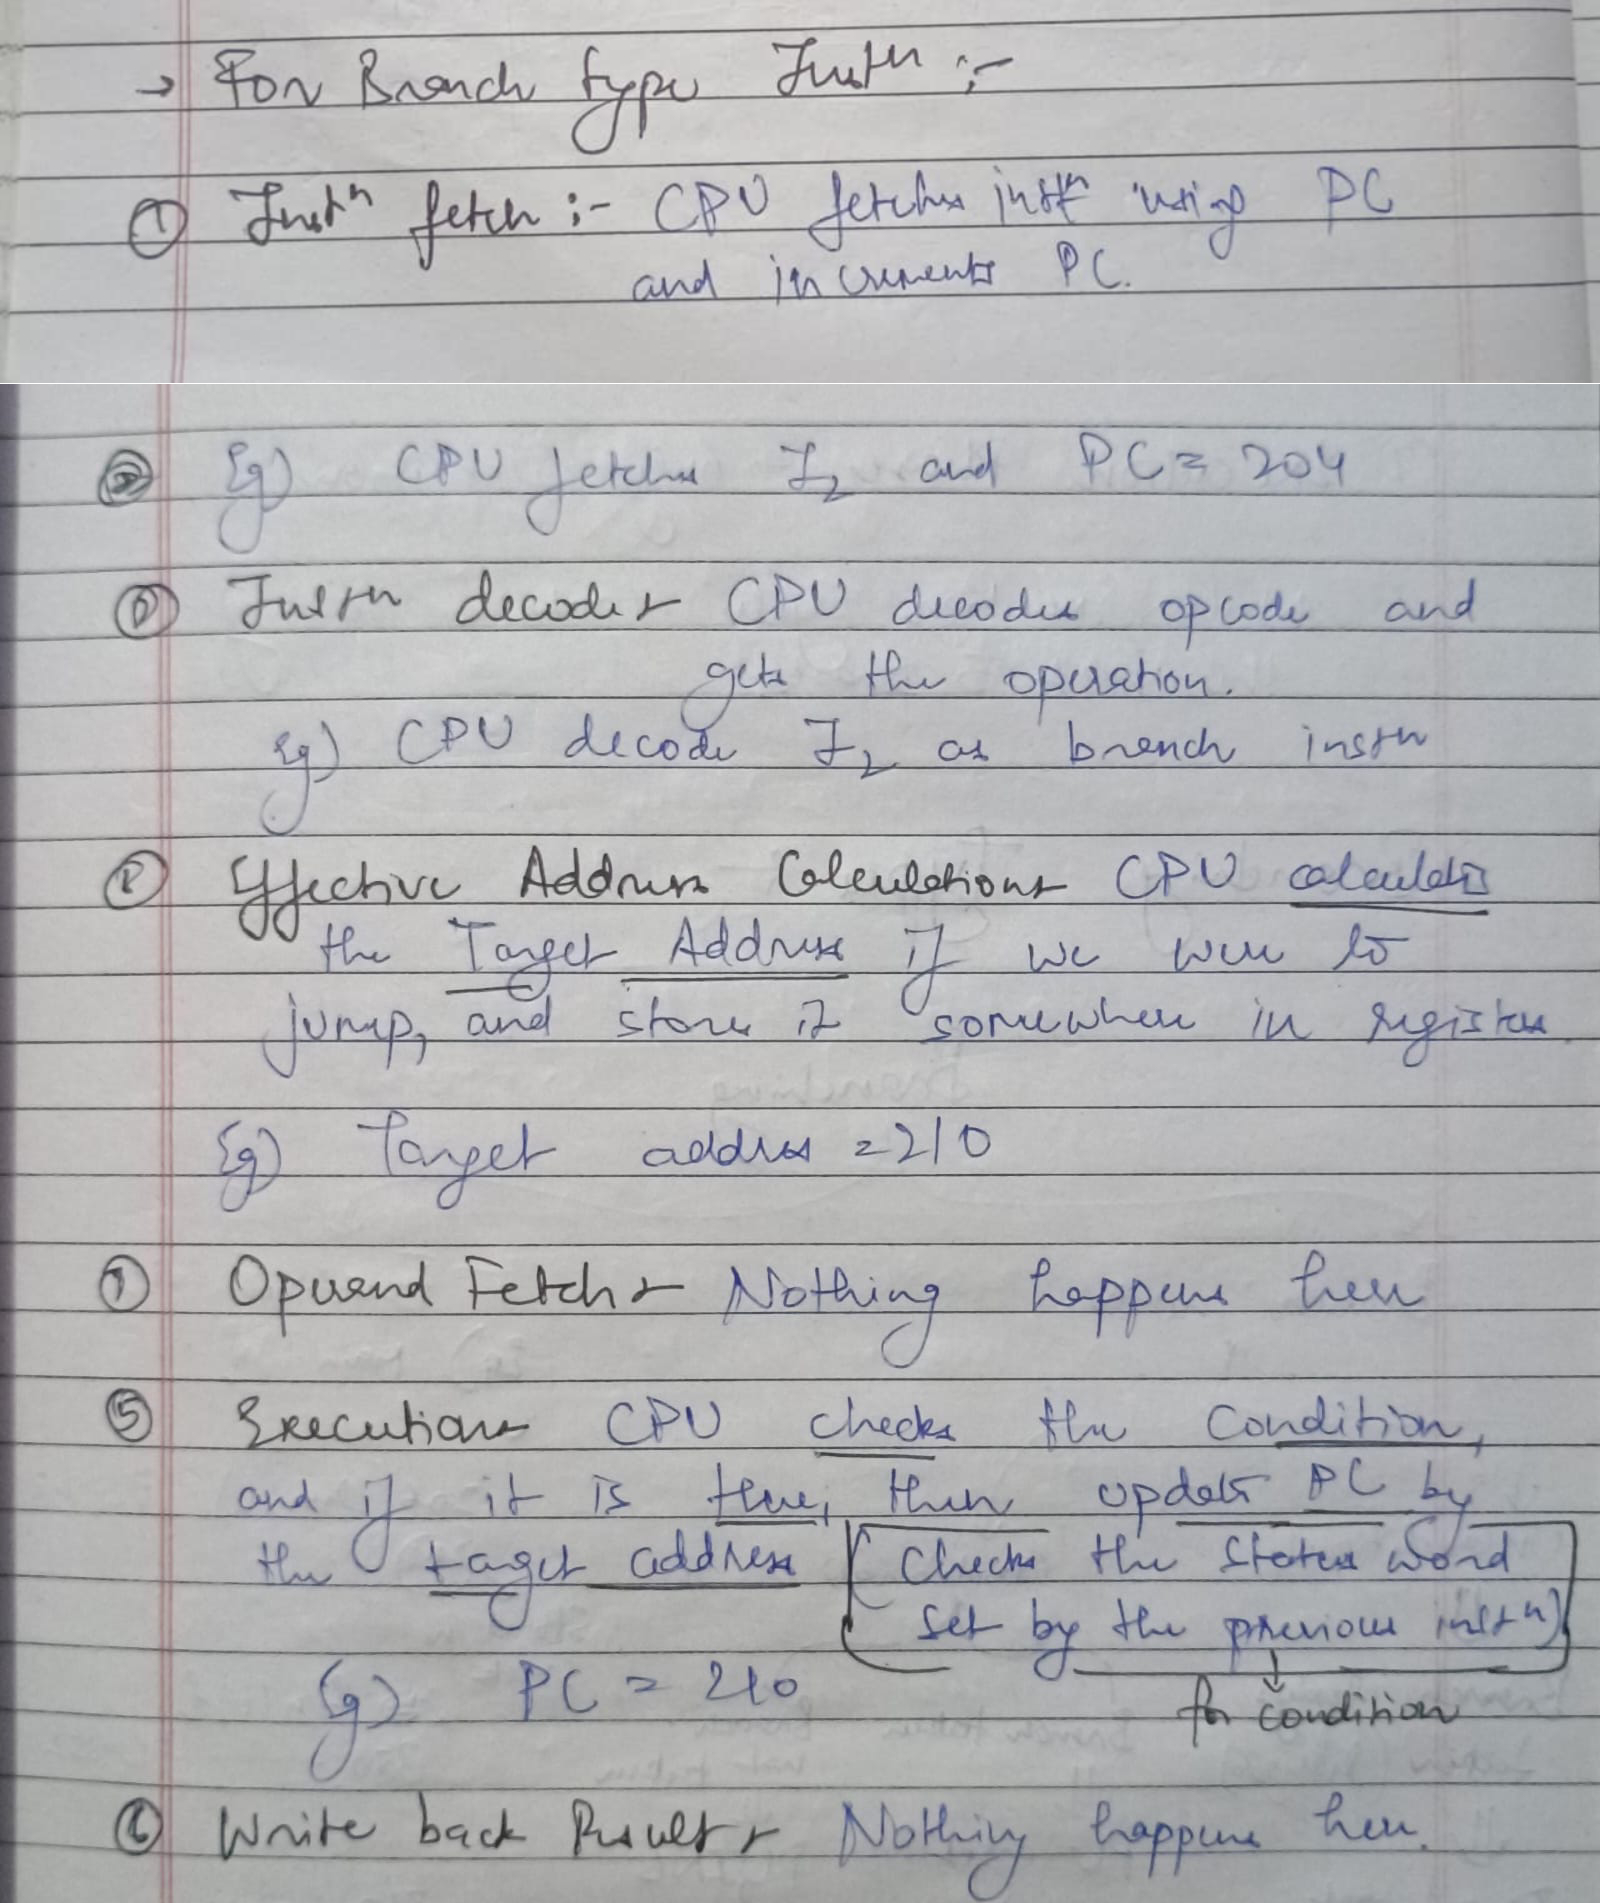 → For Branch type Instn :-
① Instn fetch :- CPU fetches instn using PC
and increments PC.
Eg) CPU fetches I2 and PC = 204
② Instn decode :- CPU decodes opcode and
gets the operation.
Eg) CPU decode I2 as branch instn
③ Effective Address Calculation :- CPU calculates
the Target Address if we were to
jump, and stores it somewhere in registers.
Eg) Target address = 210
④ Operand Fetch :- Nothing happens here
⑤ Execution :- CPU checks the condition,
and if it is true, then update PC by
the target address (Checks the status word
set by the previous instn)
Eg) PC = 210
for condition
⑥ Write back Result :- Nothing happens here.